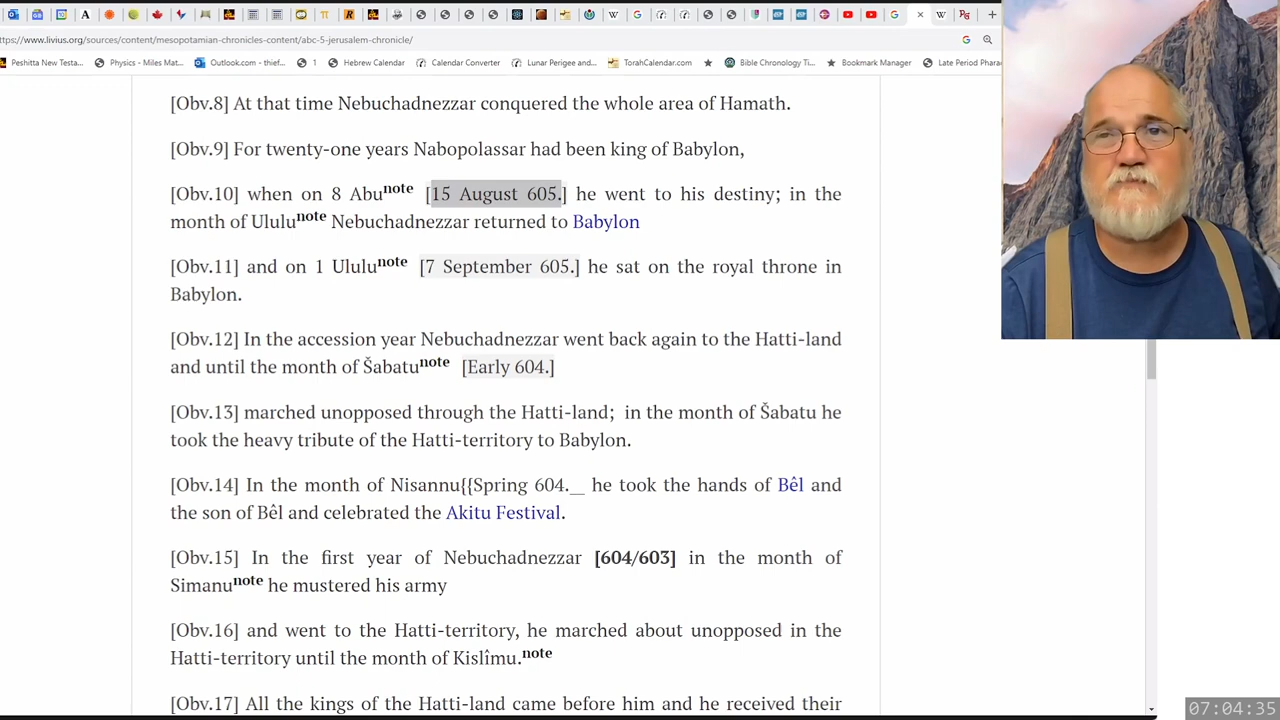 https://www.livius.org/sources/content/mesopotamian-chronicles-content/abc-5-jerusalem-chronicle/
Peshitta New Testa... Physics - Miles Mat... Outlook.com - thief... 1 Hebrew Calendar Calendar Converter Lunar Perigee and... TorahCalendar.com Bible Chronology Ti... Bookmark Manager Late Period Phara
[Obv.8] At that time Nebuchadnezzar conquered the whole area of Hamath.
[Obv.9] For twenty-one years Nabopolassar had been king of Babylon,
[Obv.10] when on 8 Abu note [15 August 605.] he went to his destiny; in the
month of Ululu note Nebuchadnezzar returned to Babylon
[Obv.11] and on 1 Ululu note [7 September 605.] he sat on the royal throne in
Babylon.
[Obv.12] In the accession year Nebuchadnezzar went back again to the Hatti-land
and until the month of Šabatu note [Early 604.]
[Obv.13] marched unopposed through the Hatti-land; in the month of Šabatu he
took the heavy tribute of the Hatti-territory to Babylon.
[Obv.14] In the month of Nisannu{{Spring 604.__ he took the hands of Bêl and
the son of Bêl and celebrated the Akitu Festival.
[Obv.15] In the first year of Nebuchadnezzar [604/603] in the month of
Simanu note he mustered his army
[Obv.16] and went to the Hatti-territory, he marched about unopposed in the
Hatti-territory until the month of Kislîmu. note
[Obv.17] All the kings of the Hatti-land came before him and he received their
07:04:35